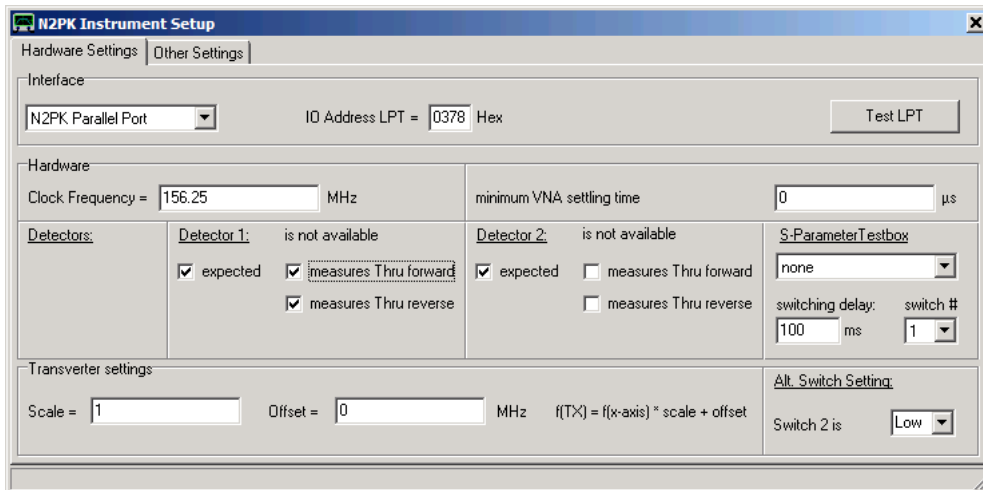 N2PK Instrument Setup
Hardware Settings Other Settings
Interface
N2PK Parallel Port IO Address LPT = 0378 Hex Test LPT
Hardware
Clock Frequency = 156.25 MHz minimum VNA settling time 0 µs
Detectors: Detector 1: is not available Detector 2: is not available S-ParameterTestbox
expected measures Thru forward expected measures Thru forward none
measures Thru reverse measures Thru reverse
switching delay: switch #
100 ms 1
Transverter settings
Alt. Switch Setting:
Scale = 1 Offset = 0 MHz f(TX) = f(x-axis) * scale + offset
Switch 2 is Low